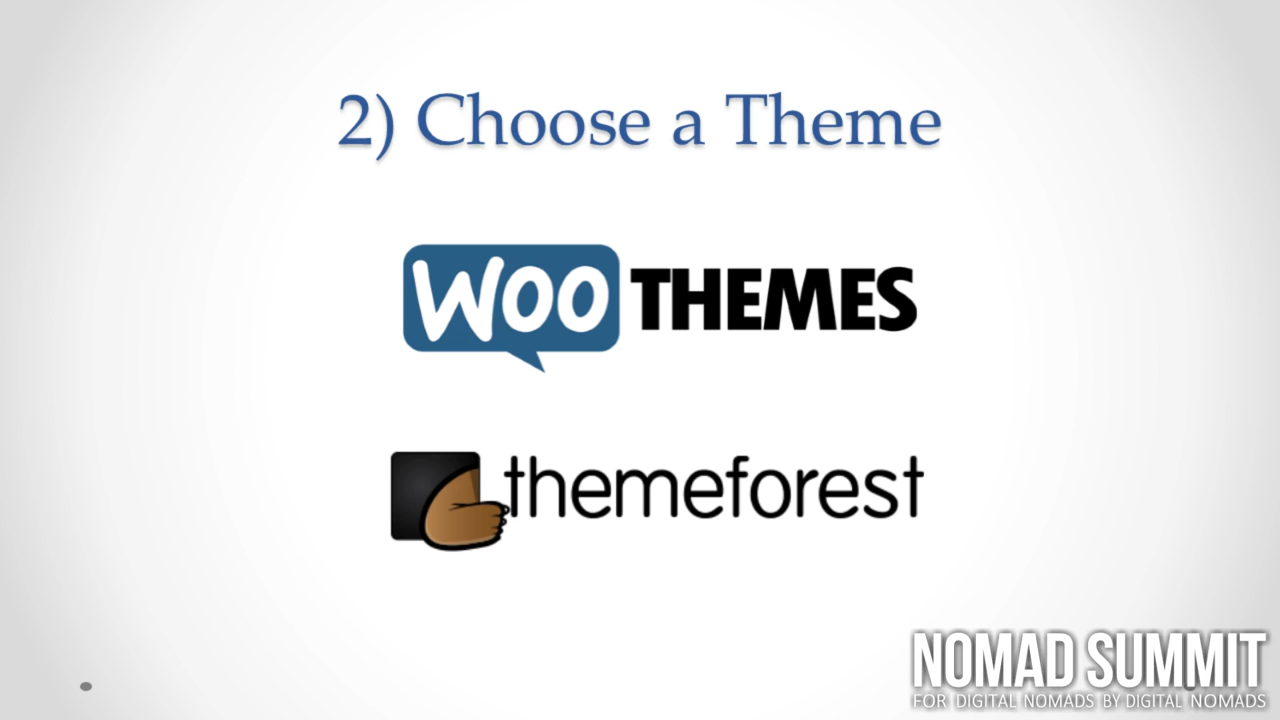 2) Choose a Theme
WOO THEMES
themeforest
NOMAD SUMMIT
FOR DIGITAL NOMADS BY DIGITAL NOMADS